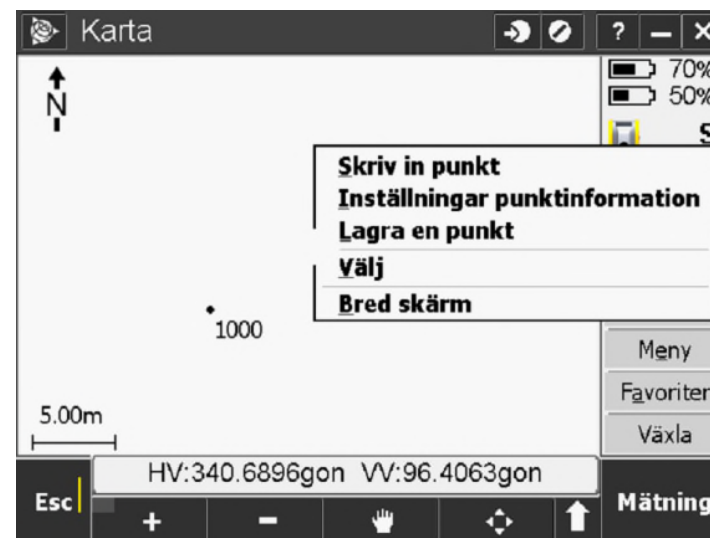 Karta
?
70%
50%
N
S
Skriv in punkt
Inställningar punktinformation
Lagra en punkt
Välj
Bred skärm
1000
Meny
Favoriter
5.00m
Växla
HV:340.6896gon VV:96.4063gon
Esc
Mätning
+ −